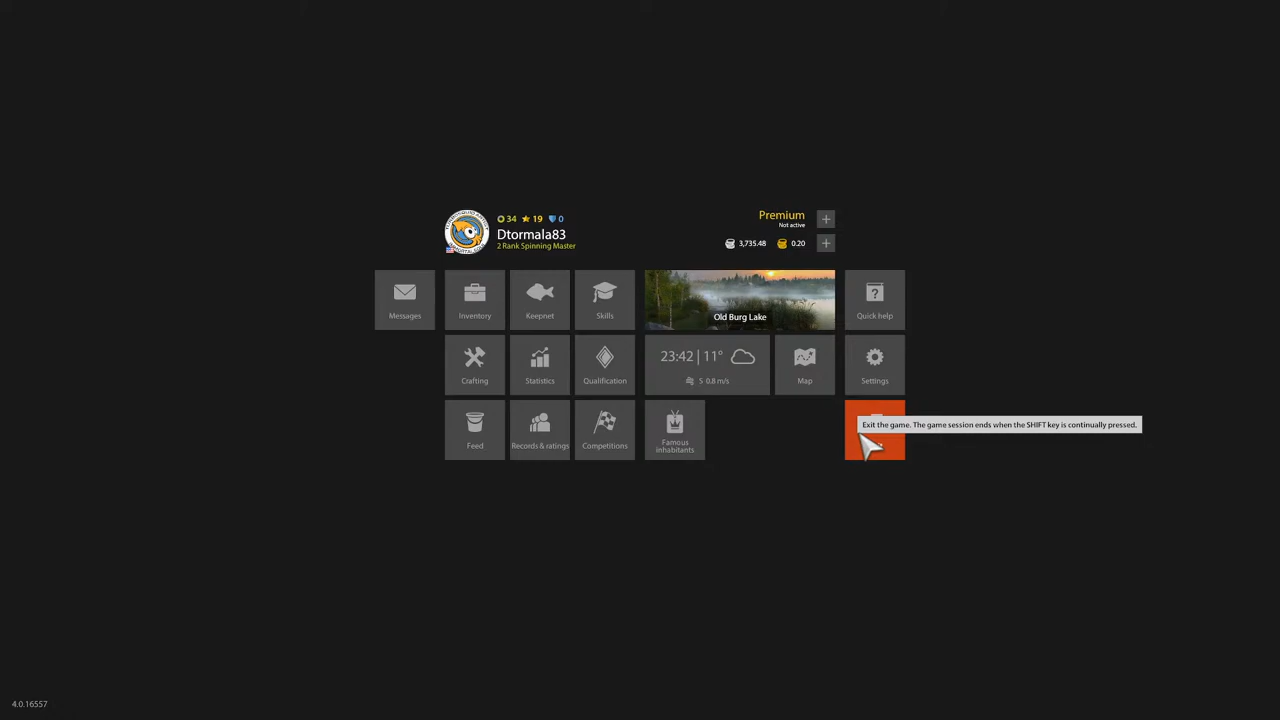 34 19 0
Dtormala83
2 Rank Spinning Master
Premium
Not active
3,735.48 0.20
Messages
Inventory
Keepnet
Skills
Old Burg Lake
Quick help
Crafting
Statistics
Qualification
23:42 | 11°
S 0.8 m/s
Map
Settings
Feed
Records & ratings
Competitions
Famous
inhabitants
Exit the game. The game session ends when the SHIFT key is continually pressed.
4.0.16557